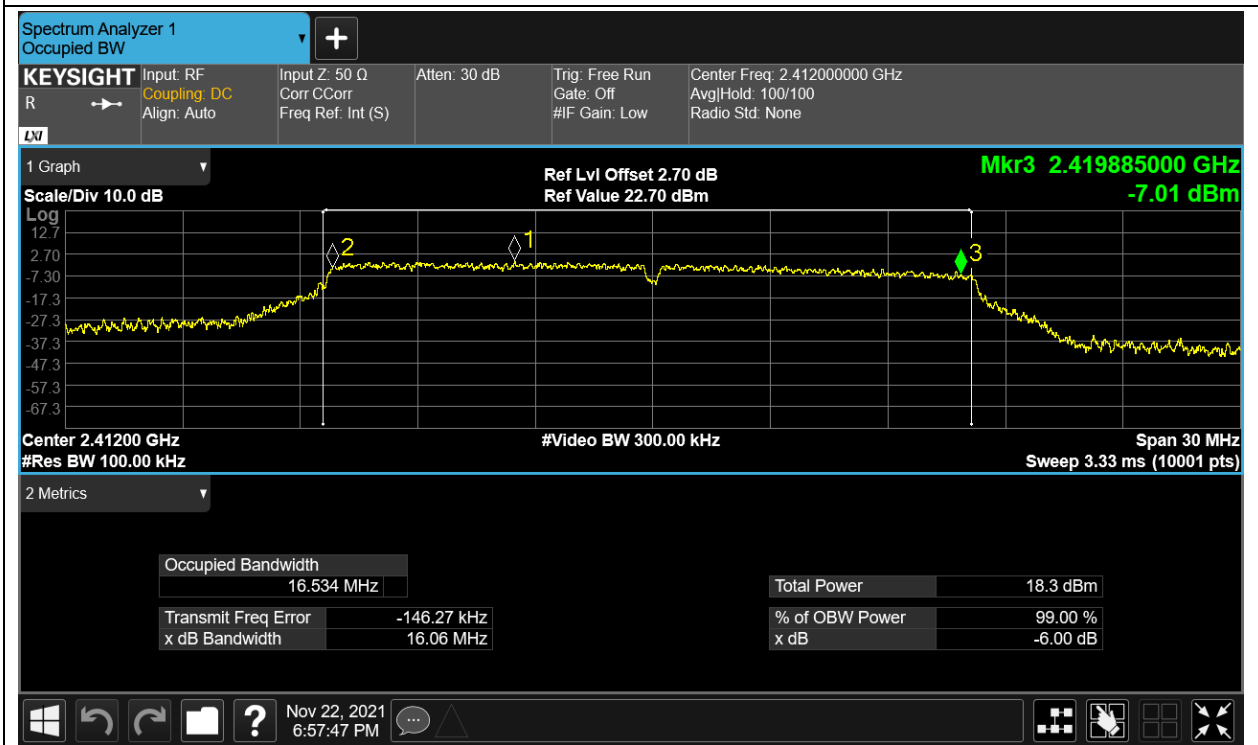 Spectrum Analyzer 1
Occupied BW
KEYSIGHT
R
LXI
Input: RF
Coupling: DC
Align: Auto
Input Z: 50 Ω
Corr CCorr
Freq Ref: Int (S)
Atten: 30 dB
Trig: Free Run
Gate: Off
#IF Gain: Low
Center Freq: 2.412000000 GHz
Avg|Hold: 100/100
Radio Std: None
1 Graph
Scale/Div 10.0 dB
Ref Lvl Offset 2.70 dB
Ref Value 22.70 dBm
Mkr3 2.419885000 GHz
-7.01 dBm
Log
12.7
2.70
-7.30
-17.3
-27.3
-37.3
-47.3
-57.3
-67.3
2
1
3
Center 2.41200 GHz
#Video BW 300.00 kHz
Span 30 MHz
#Res BW 100.00 kHz
Sweep 3.33 ms (10001 pts)
2 Metrics
Occupied Bandwidth
16.534 MHz
Total Power 18.3 dBm
Transmit Freq Error -146.27 kHz
% of OBW Power 99.00 %
x dB Bandwidth 16.06 MHz
x dB -6.00 dB
?
Nov 22, 2021
6:57:47 PM